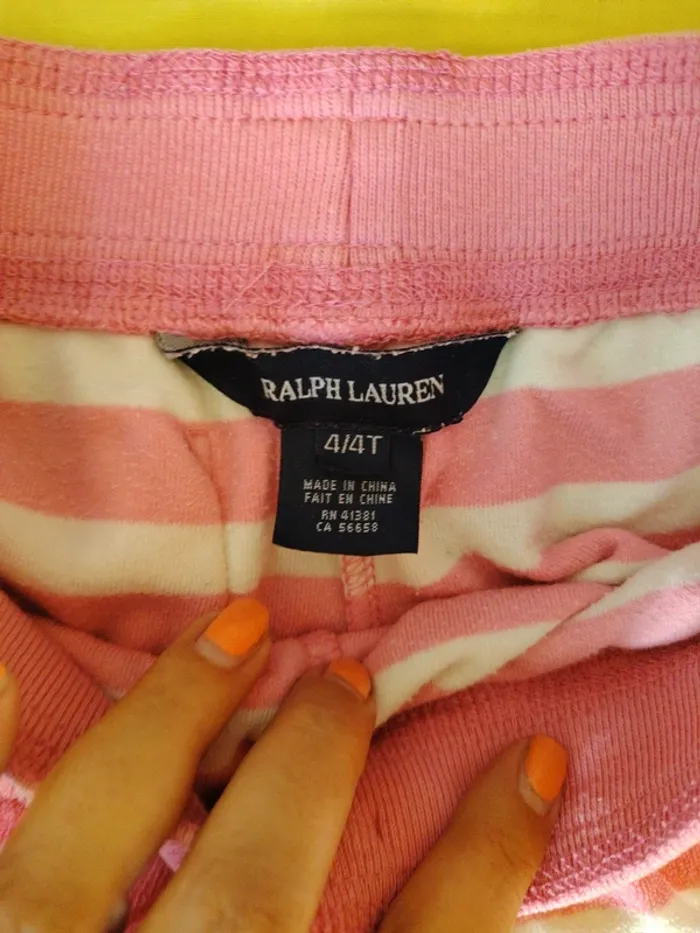 RALPH LAUREN
4/4T
MADE IN CHINA
FAIT EN CHINE
RN 41381
CA 56658